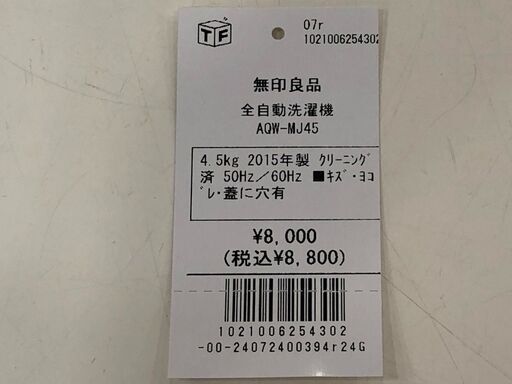 TF
07r
1021006254302
無印良品
全自動洗濯機
AQW-MJ45
4.5kg 2015年製 ｸﾘｰﾆﾝｸﾞ
済 50Hz／60Hz ■ｷｽﾞ･ﾖｺ
ﾞﾚ･蓋に穴有
¥8,000
(税込¥8,800)
1021006254302
-00-24072400394r24G